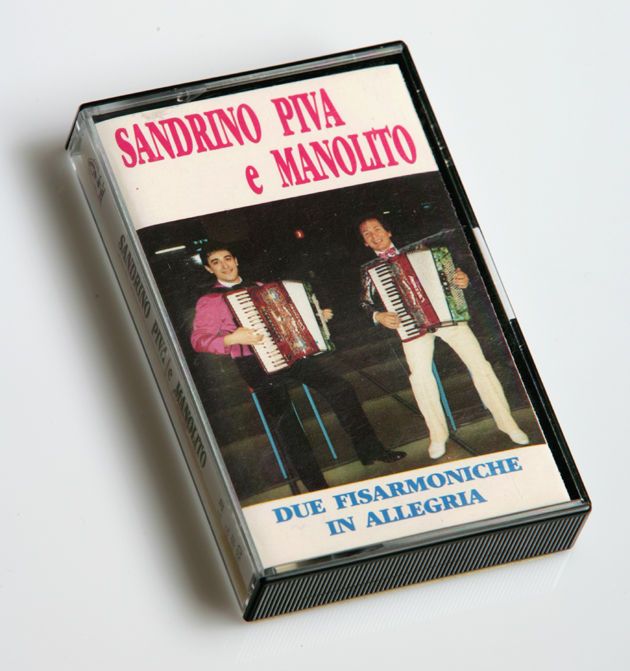 SANDRINO PIVA
e MANOLITO
DUE FISARMONICHE
IN ALLEGRIA
SANDRINO PIVA e MANOLITO